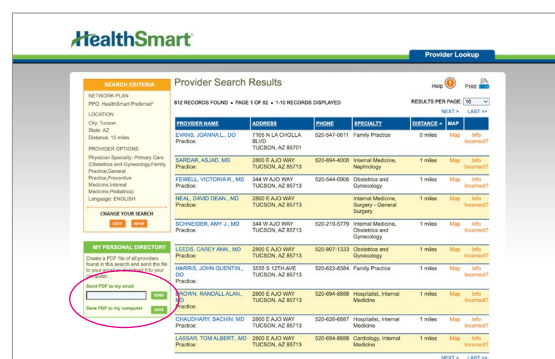 HealthSmart
Provider Lookup
SEARCH CRITERIA
NETWORK PLAN
PPO: HealthSmart Preferred*
LOCATION
City: Tucson
State: AZ
Distance: 10 miles
PROVIDER OPTIONS
Physician Specialty: Primary Care
(Obstetrics and Gynecology,Family
Practice,General
Practice,Preventive
Medicine,Internal
Medicine,Pediatrics)
Language: ENGLISH
CHANGE YOUR SEARCH
EDIT NEW
MY PERSONAL DIRECTORY
Create a PDF file of all providers
found in this search and send the file
to your email or download it to your
computer.
Send PDF to my email
SEND
Save PDF to my computer
SAVE
Provider Search Results
Help Print
812 RECORDS FOUND • PAGE 1 OF 82 • 1-10 RECORDS DISPLAYED
RESULTS PER PAGE: 10
NEXT > LAST >>
PROVIDER NAME ADDRESS PHONE SPECIALTY DISTANCE MAP
EVANS, JOANNA L., DO 7105 N LA CHOLLA 520-547-0611 Family Practice 0 miles Map Info
Practice: BLVD Incorrect?
TUCSON, AZ 85701
SARDAR, ASJAD, MD 2800 E AJO WAY 520-694-4000 Internal Medicine, 1 miles Map Info
Practice: TUCSON, AZ 85713 Nephrology Incorrect?
FEWELL, VICTORIA R., MD 344 W AJO WAY 520-544-0906 Obstetrics and 1 miles Map Info
Practice: TUCSON, AZ 85713 Gynecology Incorrect?
NEAL, DAVID DEAN., MD 2800 E AJO WAY Internal Medicine, 1 miles Map Info
Practice: TUCSON, AZ 85713 Surgery - General Incorrect?
Surgery
SCHNEIDER, AMY J., MD 344 W AJO WAY 520-219-5779 Internal Medicine, 1 miles Map Info
Practice: TUCSON, AZ 85713 Obstetrics and Incorrect?
Gynecology
LEEDS, CAREY ANN., MD 2800 E AJO WAY 520-807-1333 Obstetrics and 1 miles Map Info
Practice: TUCSON, AZ 85713 Gynecology Incorrect?
HARRIS, JOHN QUENTIN., 3535 S 12TH AVE 520-622-8384 Family Practice 1 miles Map Info
DO TUCSON, AZ 85713 Incorrect?
Practice:
BROWN, RANDALL ALAN., 2800 E AJO WAY 520-694-8888 Hospitalist, Internal 1 miles Map Info
MD TUCSON, AZ 85713 Medicine Incorrect?
Practice:
CHAUDHARY, SACHIN, MD 2800 E AJO WAY 520-626-6667 Hospitalist, Internal 1 miles Map Info
Practice: TUCSON, AZ 85713 Medicine Incorrect?
LASSAR, TOM ALBERT., MD 2800 E AJO WAY 520-694-8888 Cardiology, Internal 1 miles Map Info
Practice: TUCSON, AZ 85713 Medicine Incorrect?
NEXT > LAST >>